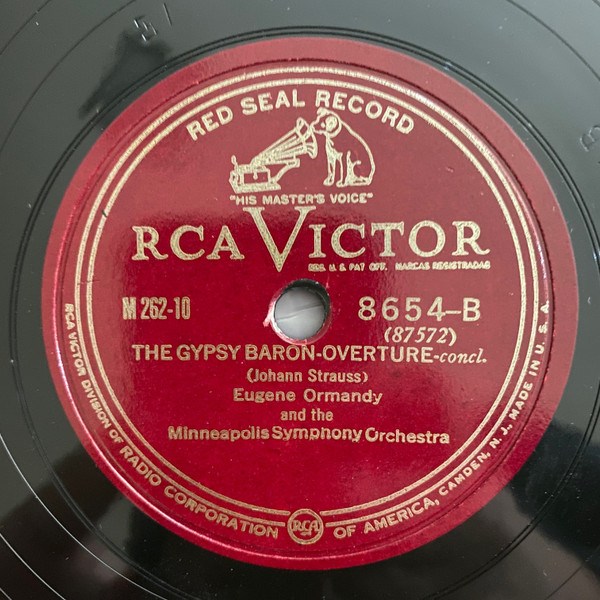 RED SEAL RECORD
"HIS MASTER'S VOICE"
RCA VICTOR
REG. U. S. PAT. OFF. MARCAS REGISTRADAS
M 262-10
8654-B
(87572)
THE GYPSY BARON-OVERTURE-concl.
(Johann Strauss)
Eugene Ormandy
and the
Minneapolis Symphony Orchestra
RCA VICTOR DIVISION OF RADIO CORPORATION OF AMERICA, CAMDEN, N. J. MADE IN U. S. A.
RCA